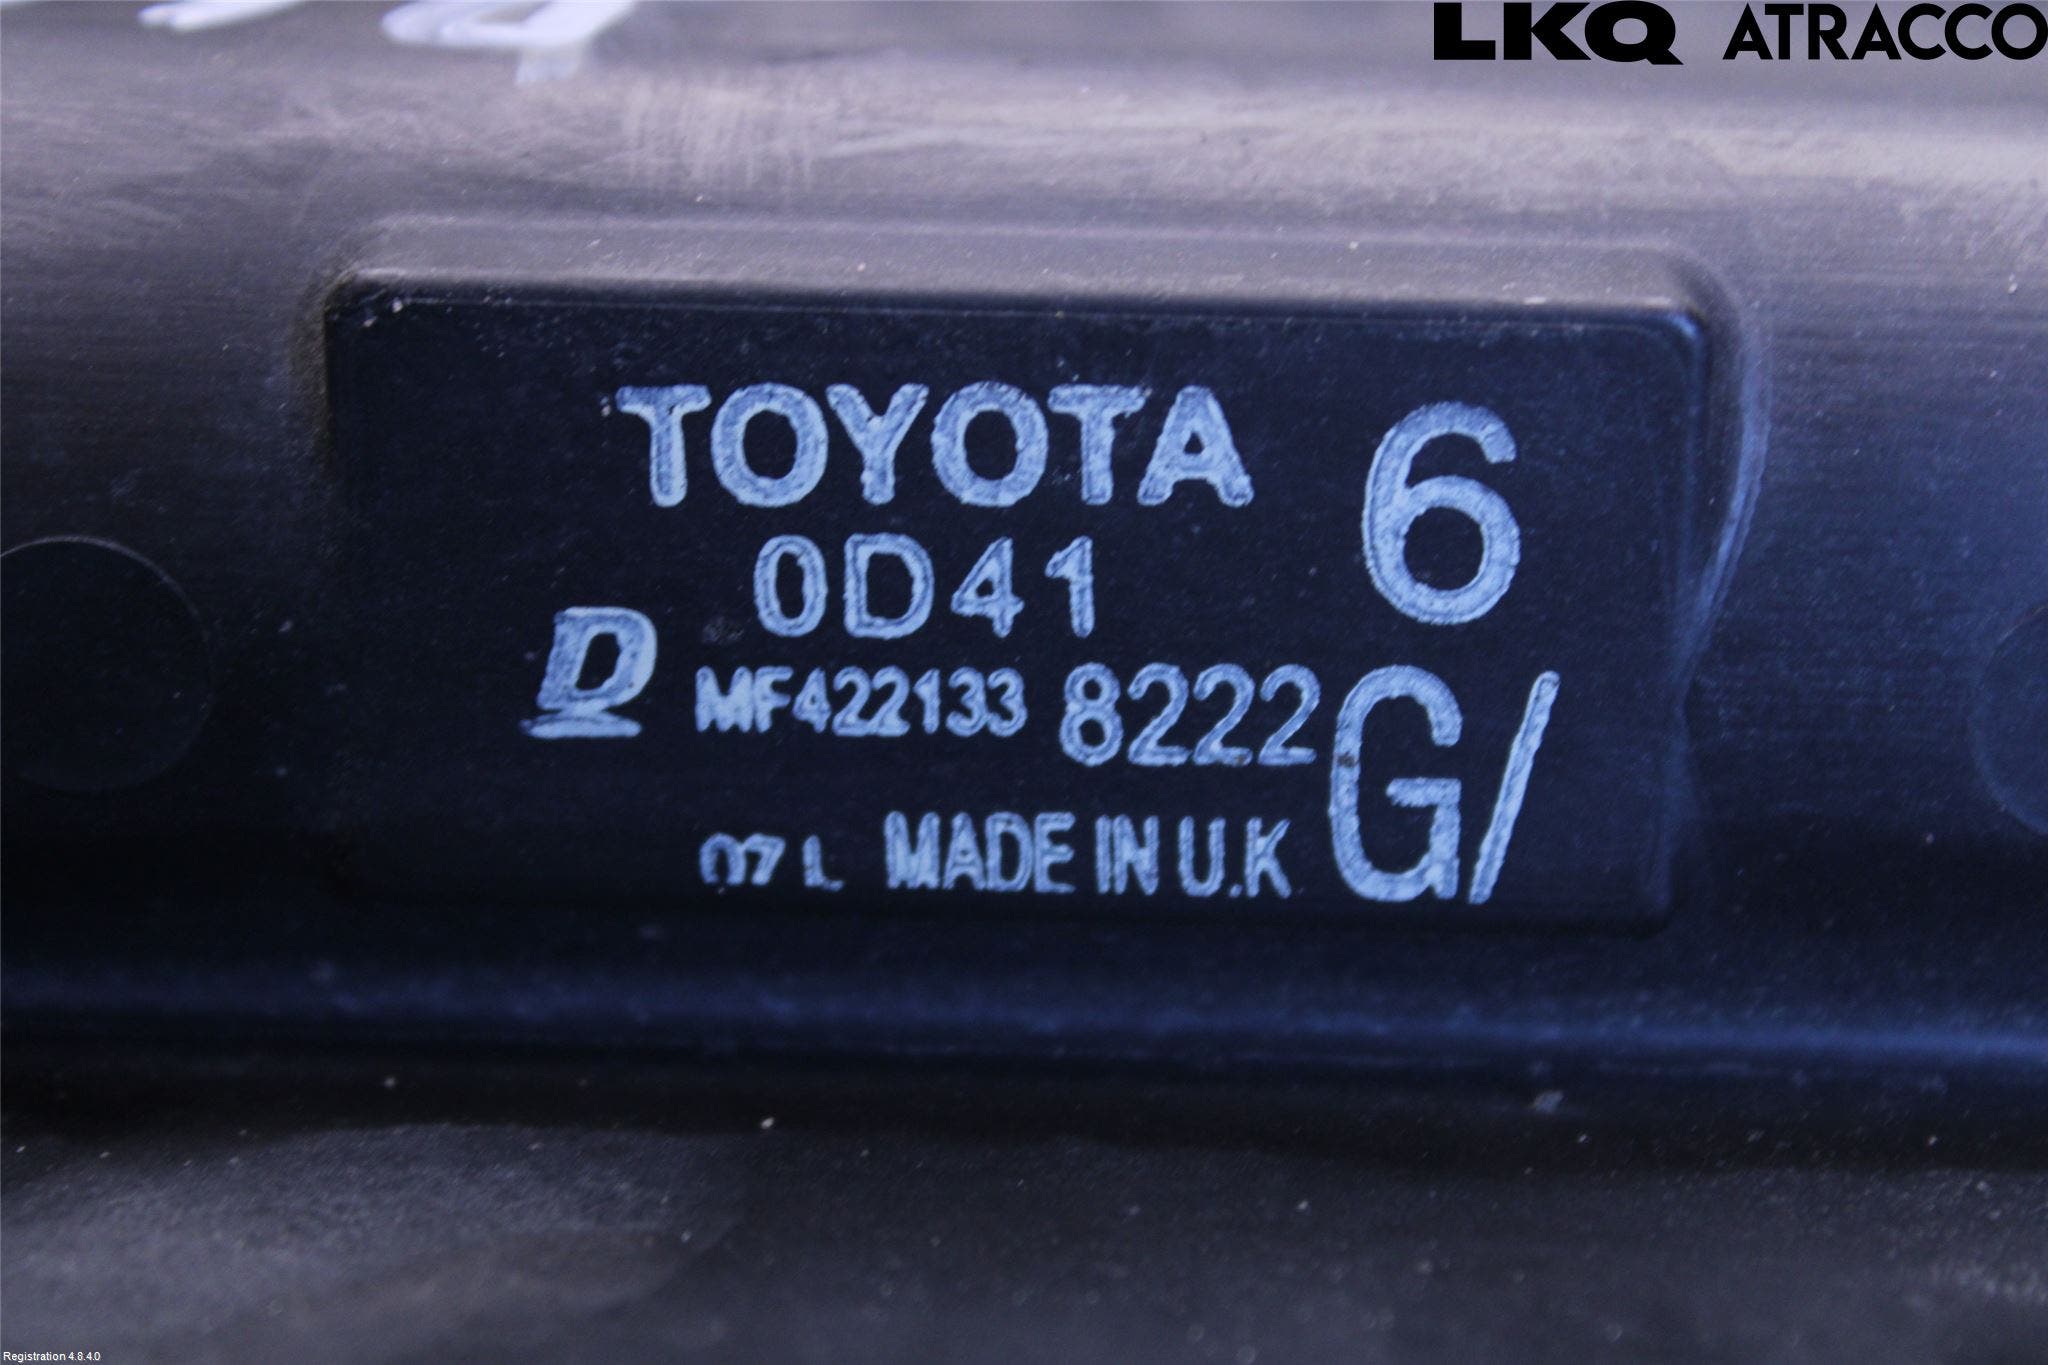 LKQ ATRACCO
TOYOTA 6
0D41
D MF422133 8222 G/
07 L MADE IN U.K
Registration 4.8.4.0